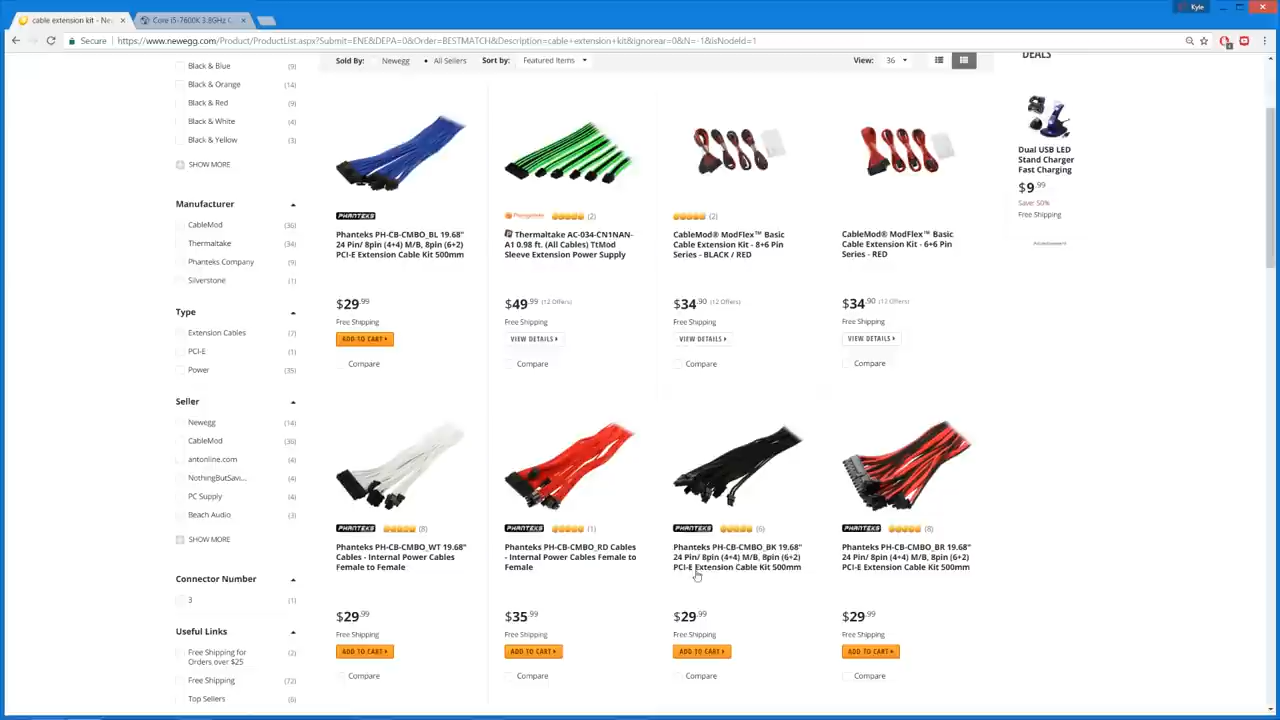 cable extension kit - Ne
Core i5-7600K 3.8GHz
Kyle
Secure
https://www.newegg.com/Product/ProductList.aspx?Submit=ENE&DEPA=0&Order=BESTMATCH&Description=cable+extension+kit&ignorear=0&N=-1&isNodeId=1
Black & Blue (9)
Black & Orange (14)
Black & Red (9)
Black & White (4)
Black & Yellow (3)
SHOW MORE
Manufacturer
CableMod (35)
Thermaltake (34)
Phanteks Company (9)
Silverstone (1)
Type
Extension Cables (7)
PCI-E (1)
Power (35)
Seller
Newegg (14)
CableMod (36)
antonline.com (4)
NothingButSavi... (4)
PC Supply (4)
Beach Audio (3)
SHOW MORE
Connector Number
3 (1)
Useful Links
Free Shipping for (2)
Orders over $25
Free Shipping (72)
Top Sellers (6)
Sold By: Newegg All Sellers Sort by: Featured Items View: 36
PHANTEKS
Phanteks PH-CB-CMBO_BL 19.68"
24 Pin/ 8pin (4+4) M/B, 8pin (6+2)
PCI-E Extension Cable Kit 500mm
$29.99
Free Shipping
ADD TO CART
Compare
thermaltake (2)
Thermaltake AC-034-CN1NAN-
A1 0.98 ft. (All Cables) TtMod
Sleeve Extension Power Supply
$49.99 (12 Offers)
Free Shipping
VIEW DETAILS
Compare
(2)
CableMod® ModFlex™ Basic
Cable Extension Kit - 8+6 Pin
Series - BLACK / RED
$34.90 (12 Offers)
Free Shipping
VIEW DETAILS
Compare
CableMod® ModFlex™ Basic
Cable Extension Kit - 6+6 Pin
Series - RED
$34.90 (13 Offers)
Free Shipping
VIEW DETAILS
Compare
PHANTEKS (8)
Phanteks PH-CB-CMBO_WT 19.68"
Cables - Internal Power Cables
Female to Female
$29.99
Free Shipping
ADD TO CART
Compare
PHANTEKS (1)
Phanteks PH-CB-CMBO_RD Cables
- Internal Power Cables Female to
Female
$35.99
Free Shipping
ADD TO CART
Compare
PHANTEKS (6)
Phanteks PH-CB-CMBO_BK 19.68"
24 Pin/ 8pin (4+4) M/B, 8pin (6+2)
PCI-E Extension Cable Kit 500mm
$29.99
Free Shipping
ADD TO CART
Compare
PHANTEKS (8)
Phanteks PH-CB-CMBO_BR 19.68"
24 Pin/ 8pin (4+4) M/B, 8pin (6+2)
PCI-E Extension Cable Kit 500mm
$29.99
Free Shipping
ADD TO CART
Compare
DEALS
Dual USB LED
Stand Charger
Fast Charging
$9.99
Save: 50%
Free Shipping
Advertisement